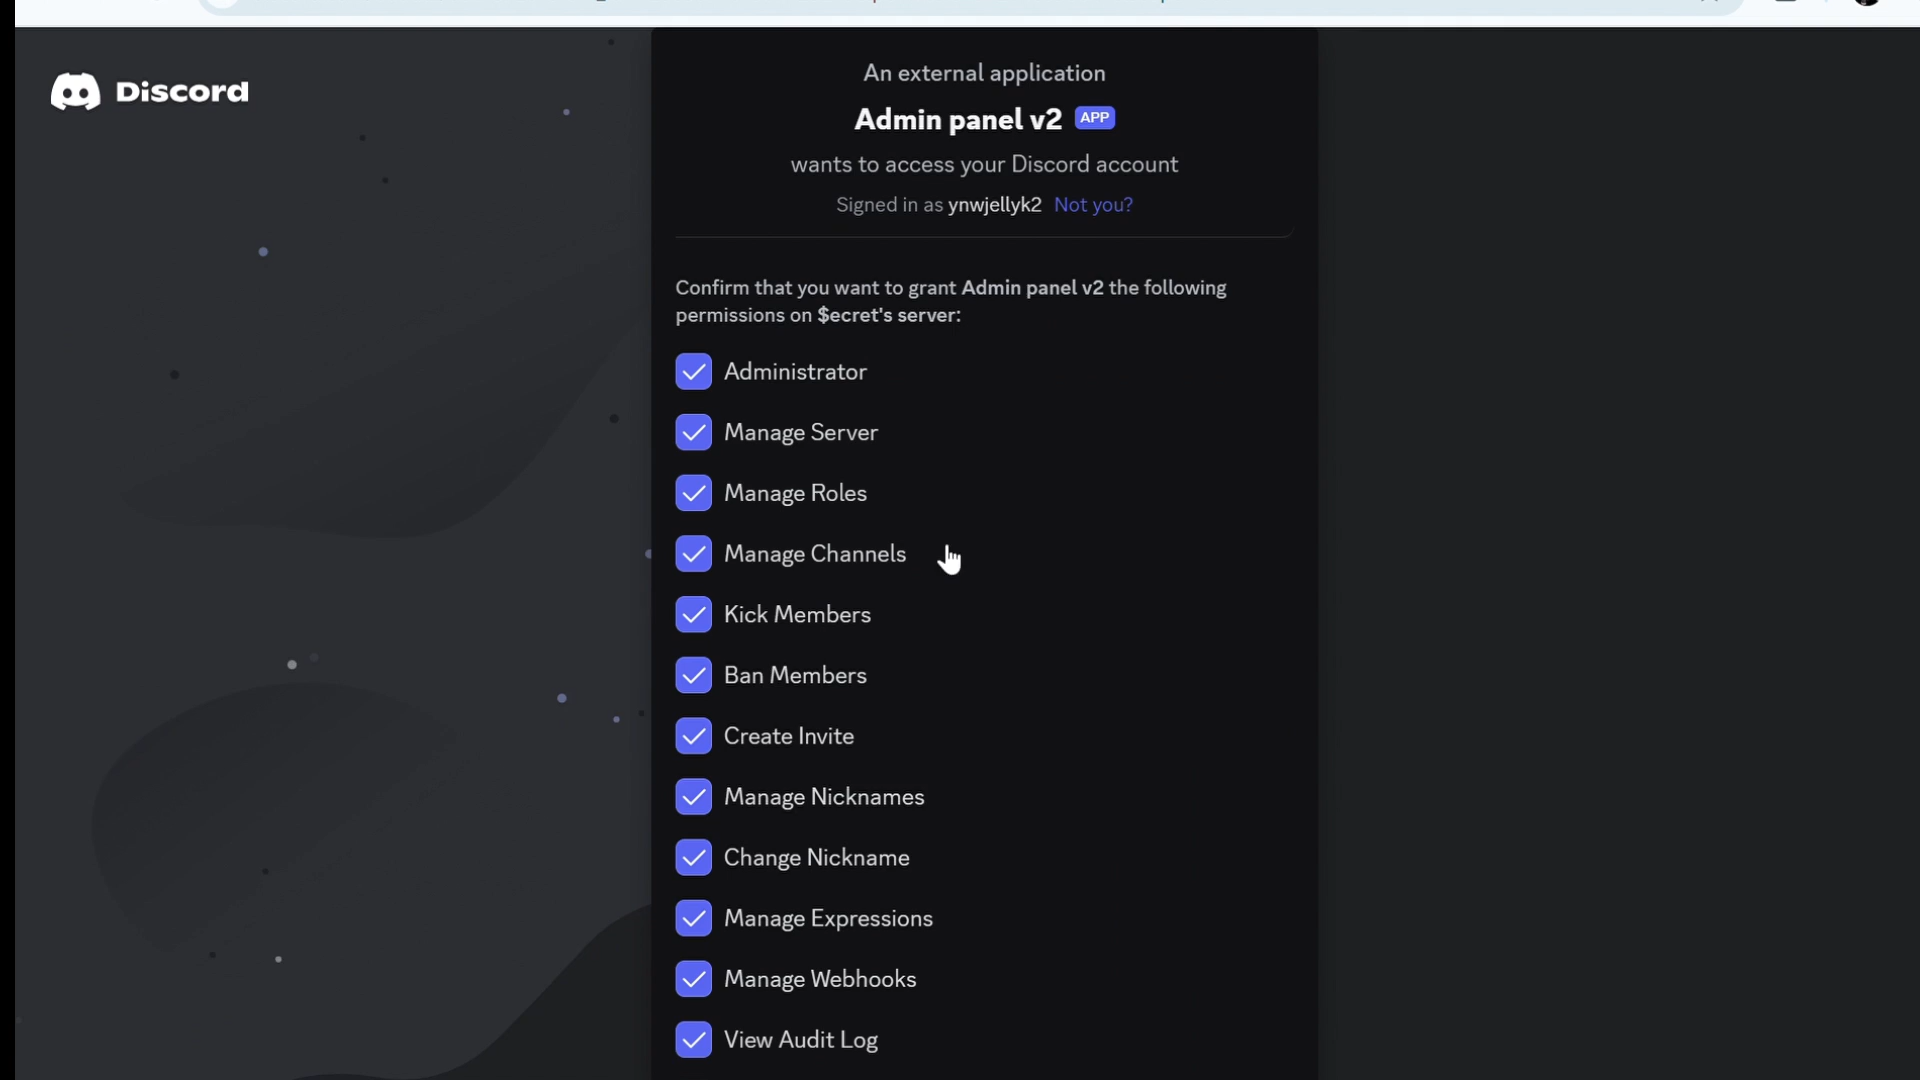 Discord
An external application
Admin panel v2 APP
wants to access your Discord account
Signed in as ynwjellyk2 Not you?
Confirm that you want to grant Admin panel v2 the following
permissions on $ecret's server:
Administrator
Manage Server
Manage Roles
Manage Channels
Kick Members
Ban Members
Create Invite
Manage Nicknames
Change Nickname
Manage Expressions
Manage Webhooks
View Audit Log